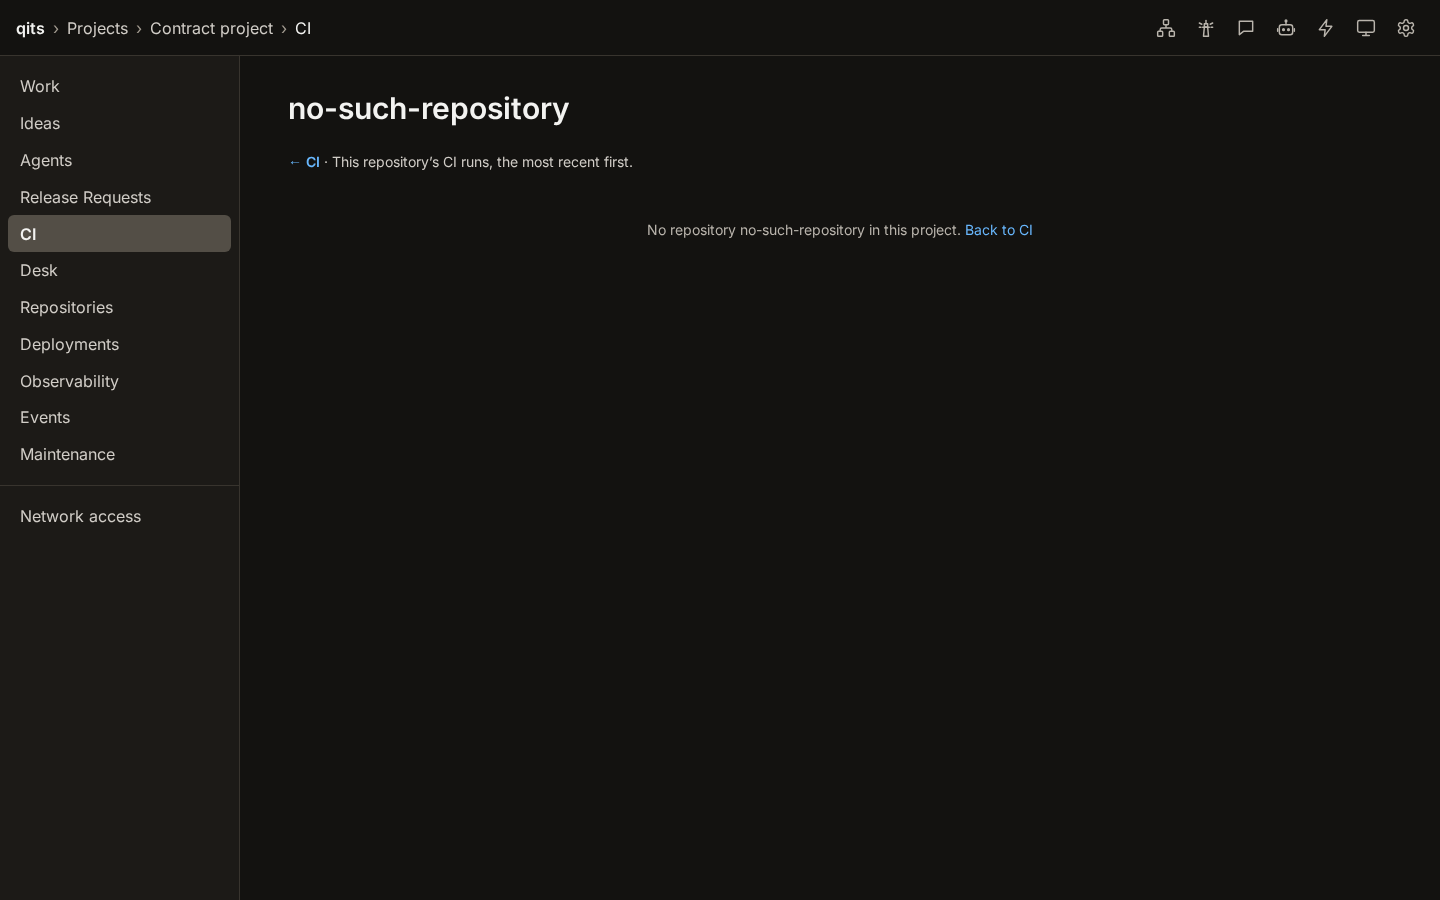 qits › Projects › Contract project › CI
Work
Ideas
Agents
Release Requests
CI
Desk
Repositories
Deployments
Observability
Events
Maintenance
Network access
no-such-repository
← CI · This repository’s CI runs, the most recent first.
No repository no-such-repository in this project. Back to CI